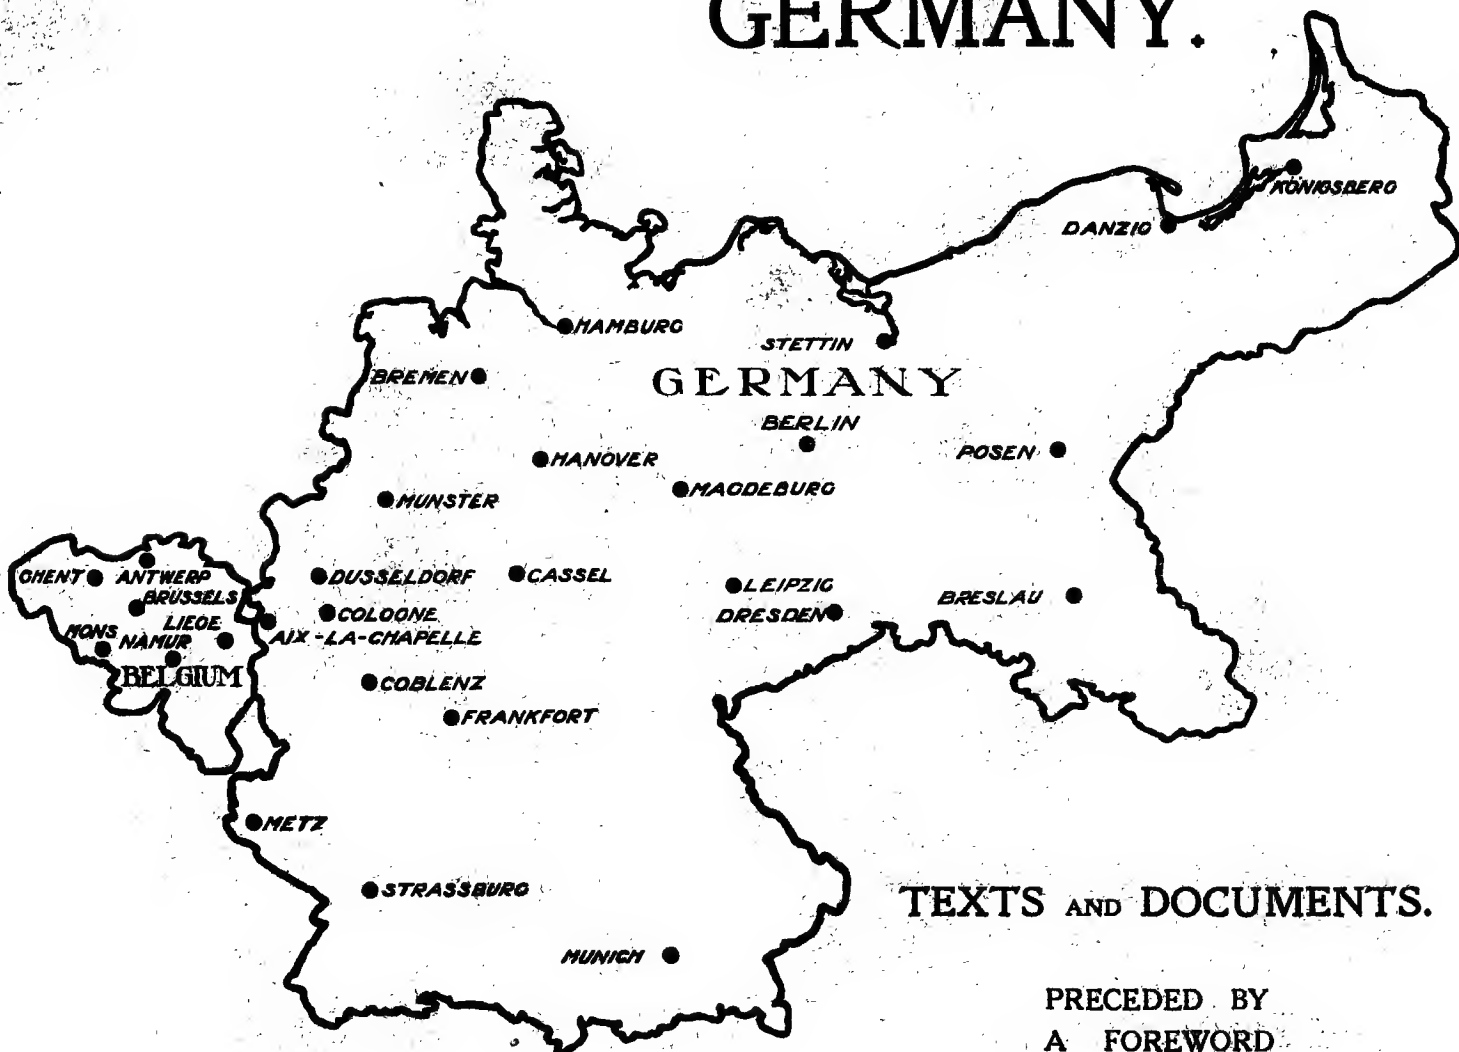 GERMANY.
KÖNIGSBERG
DANZIG
HAMBURG
STETTIN
BREMEN
GERMANY
BERLIN
HANOVER
POSEN
MAGDEBURG
MUNSTER
GHENT
ANTWERP
DUSSELDORF
CASSEL
LEIPZIG
BRUSSELS
BRESLAU
COLOGNE
DRESDEN
LIEGE
MONS
NAMUR
AIX-LA-CHAPELLE
BELGIUM
COBLENZ
FRANKFORT
METZ
STRASSBURG
TEXTS AND DOCUMENTS.
MUNICH
PRECEDED BY
A FOREWORD